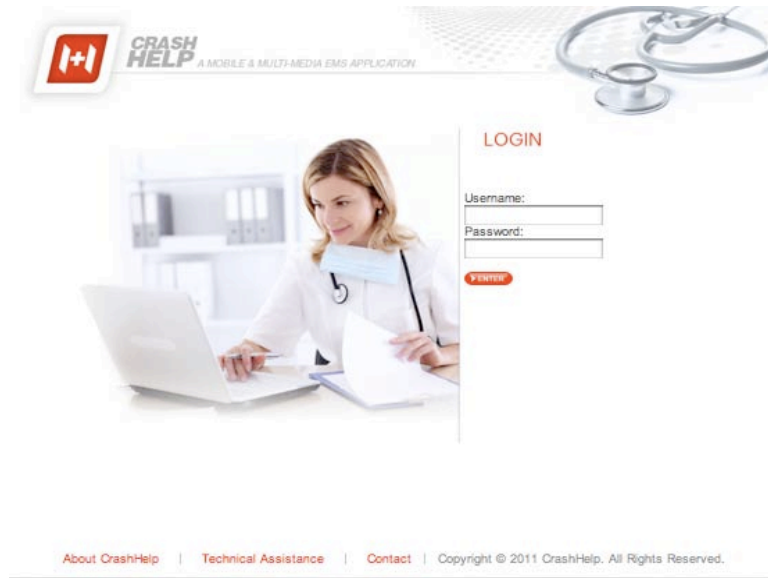 CRASH
HELP A MOBILE & MULTI-MEDIA EMS APPLICATION
LOGIN
Username:
Password:
ENTER
About CrashHelp | Technical Assistance | Contact | Copyright © 2011 CrashHelp. All Rights Reserved.